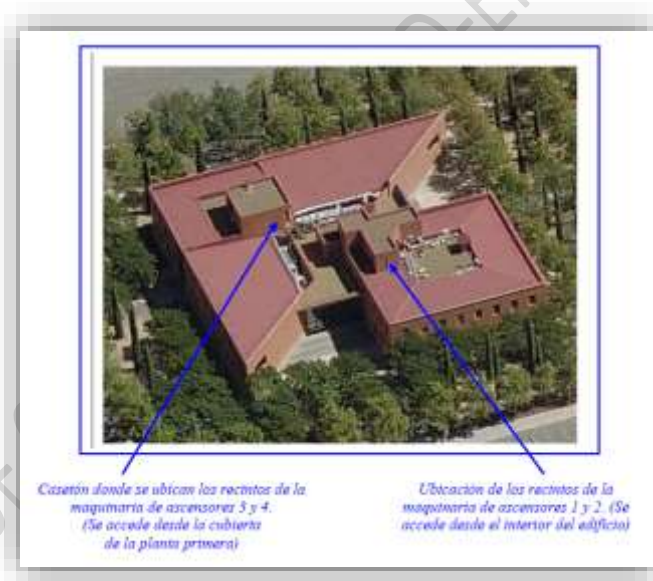 Casetón donde se ubican los recintos de la
maquinaria de ascensores 3 y 4.
(Se accede desde la cubierta
de la planta primera)
Ubicación de los recintos de la
maquinaria de ascensores 1 y 2. (Se
accede desde el interior del edificio)